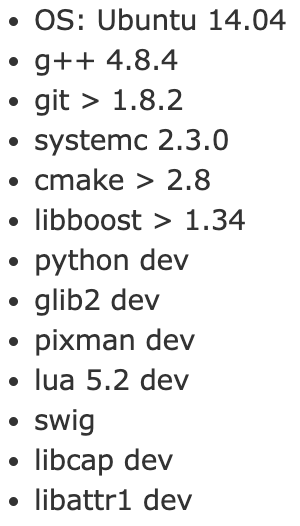 • OS: Ubuntu 14.04
• g++ 4.8.4
• git > 1.8.2
• systemc 2.3.0
• cmake > 2.8
• libboost > 1.34
• python dev
• glib2 dev
• pixman dev
• lua 5.2 dev
• swig
• libcap dev
• libattr1 dev